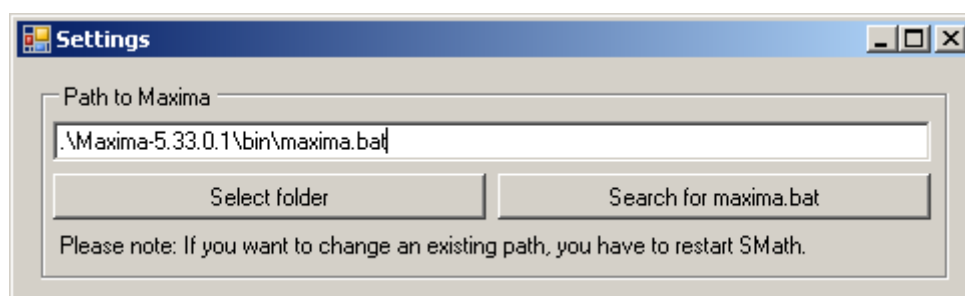 Settings
Path to Maxima
.\Maxima-5.33.0.1\bin\maxima.bat
Select folder
Search for maxima.bat
Please note: If you want to change an existing path, you have to restart SMath.